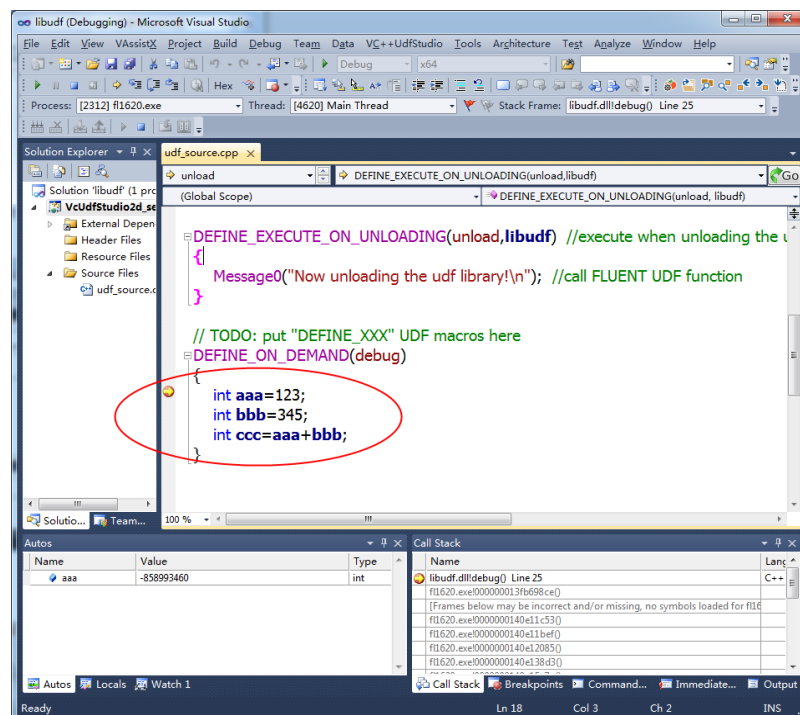 libudf (Debugging) - Microsoft Visual Studio
File Edit View VAssistX Project Build Debug Team Data VC++UdfStudio Tools Architecture Test Analyze Window Help
Debug x64
Hex
Process: [2312] fl1620.exe Thread: [4620] Main Thread Stack Frame: libudf.dll!debug() Line 25
Solution Explorer
udf_source.cpp
unload DEFINE_EXECUTE_ON_UNLOADING(unload,libudf) Go
(Global Scope) DEFINE_EXECUTE_ON_UNLOADING(unload, libudf)
Solution 'libudf' (1 pro
VcUdfStudio2d_se
External Depen
Header Files
Resource Files
Source Files
udf_source.c
DEFINE_EXECUTE_ON_UNLOADING(unload,libudf) //execute when unloading the u
{
Message0("Now unloading the udf library!\n"); //call FLUENT UDF function
}
// TODO: put "DEFINE_XXX" UDF macros here
DEFINE_ON_DEMAND(debug)
{
int aaa=123;
int bbb=345;
int ccc=aaa+bbb;
}
Solutio... Team...
100 %
Autos
Name Value Type
aaa -858993460 int
Call Stack
Name Lang
libudf.dll!debug() Line 25 C++
fl1620.exe!000000013fb698ce()
[Frames below may be incorrect and/or missing, no symbols loaded for fl16
fl1620.exe!0000000140e11c53()
fl1620.exe!0000000140e11bef()
fl1620.exe!0000000140e12085()
fl1620.exe!0000000140e138d3()
Autos Locals Watch 1
Call Stack Breakpoints Command... Immediate... Output
Ready Ln 18 Col 3 Ch 2 INS